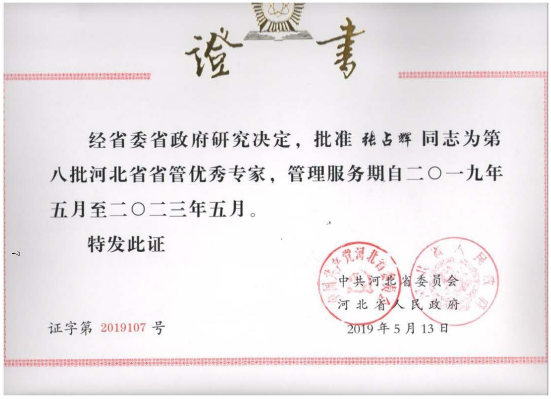 證書
经省委省政府研究决定，批准 张占辉 同志为第
八批河北省省管优秀专家，管理服务期自二〇一九年
五月至二〇二三年五月。
特发此证
中共河北省委员会
河北省人民政府
证字第 2019107 号
2019年5月13日